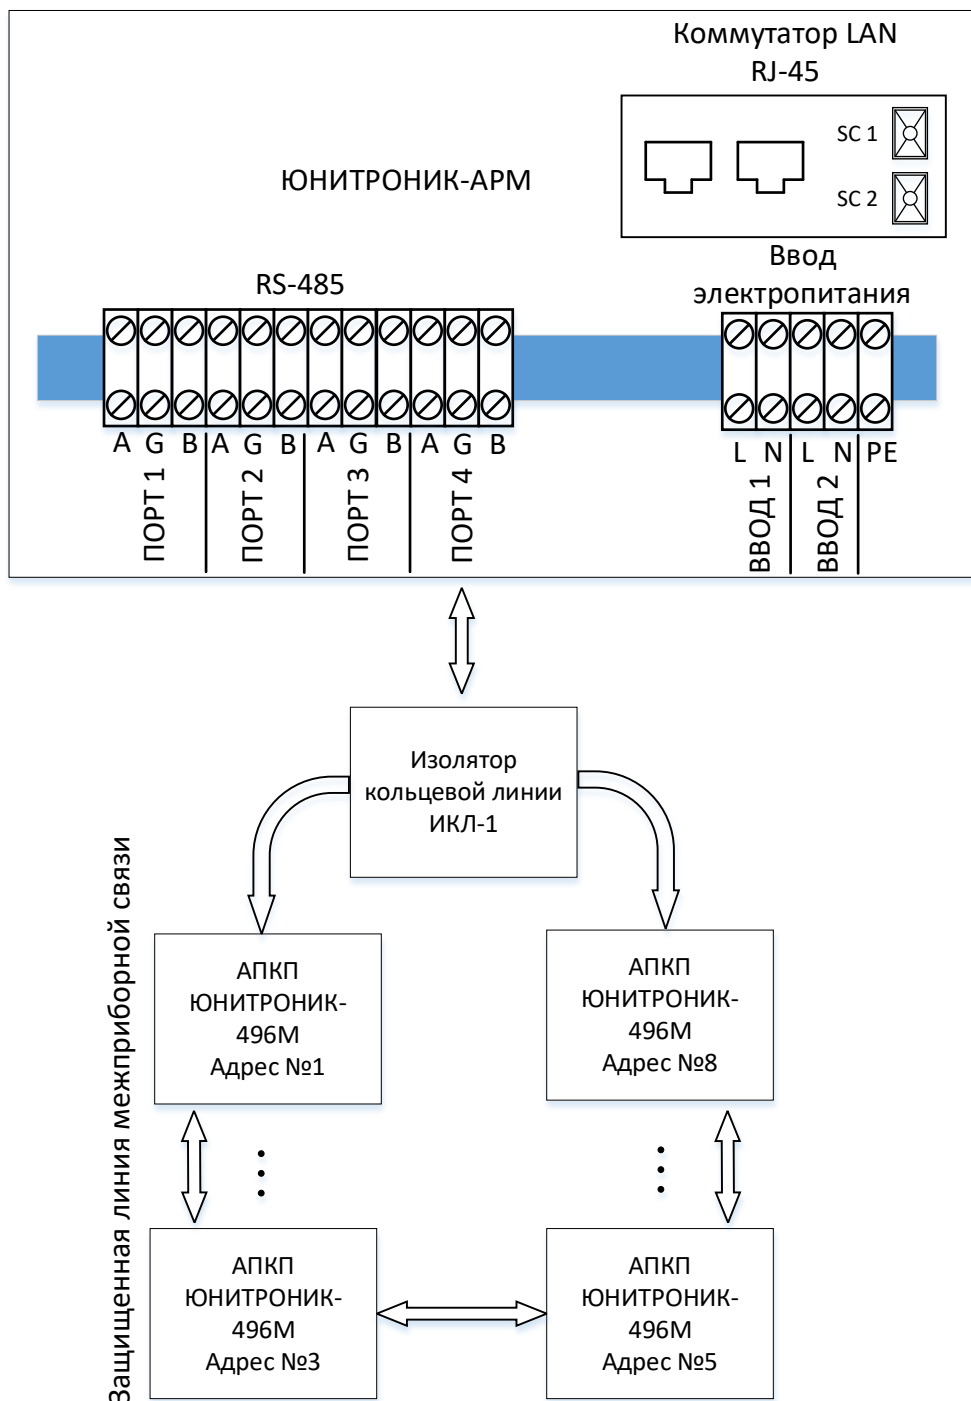 Коммутатор LAN
RJ-45
SC 1
SC 2
ЮНИТРОНИК-АРМ
Ввод
электропитания
RS-485
A G B A G B A G B A G B
L N L N PE
ПОРТ 1
ПОРТ 2
ПОРТ 3
ПОРТ 4
ВВОД 1
ВВОД 2
Изолятор
кольцевой линии
ИКЛ-1
Защищенная линия межприборной связи
АПКП
ЮНИТРОНИК-
496М
Адрес №1
АПКП
ЮНИТРОНИК-
496М
Адрес №8
АПКП
ЮНИТРОНИК-
496М
Адрес №3
АПКП
ЮНИТРОНИК-
496М
Адрес №5